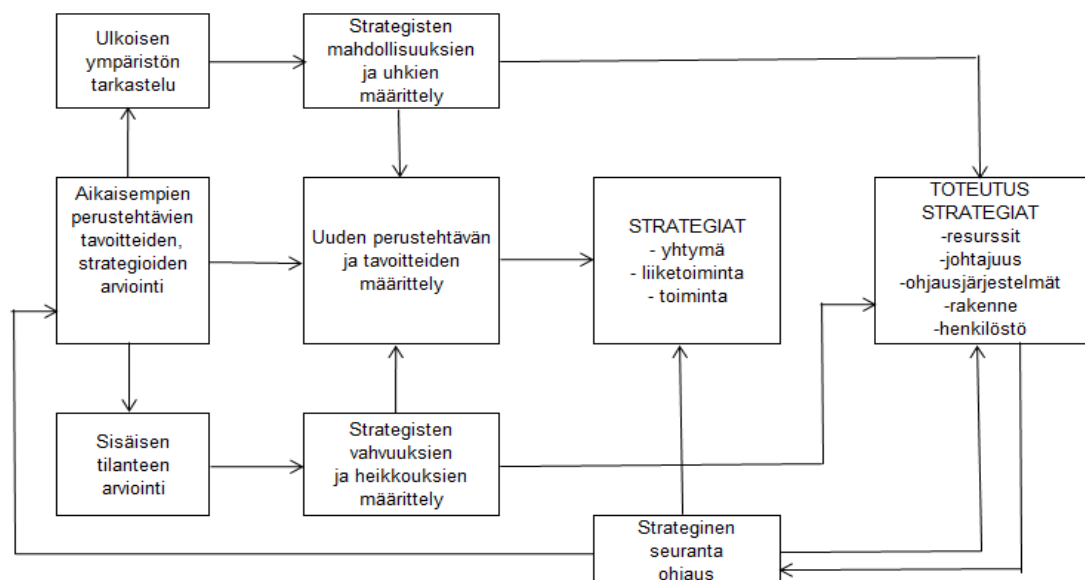 Ulkoisen
ympäristön
tarkastelu
Strategisten
mahdollisuuksien
ja uhkien
määrittely
Aikaisempien
perustehtävien
tavoitteiden,
strategioiden
arviointi
Uuden perustehtävän
ja tavoitteiden
määrittely
STRATEGIAT
- yhtymä
- liiketoiminta
- toiminta
TOTEUTUS
STRATEGIAT
-resurssit
-johtajuus
-ohjausjärjestelmät
-rakenne
-henkilöstö
Sisäisen
tilanteen
arviointi
Strategisten
vahvuuksien
ja heikkouksien
määrittely
Strateginen
seuranta
ohjaus